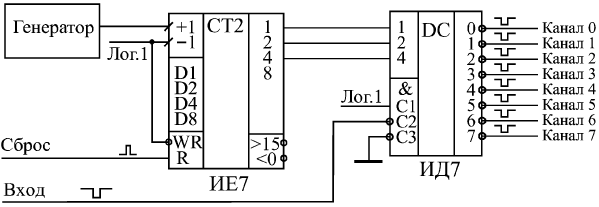 Генератор
+1
−1
Лог.1
D1
D2
D4
D8
WR
R
CT2
1
2
4
8
>15
<0
Сброс
Вход
ИЕ7
1
2
4
DC
Лог.1
&
C1
C2
C3
ИД7
0 Канал 0
1 Канал 1
2 Канал 2
3 Канал 3
4 Канал 4
5 Канал 5
6 Канал 6
7 Канал 7